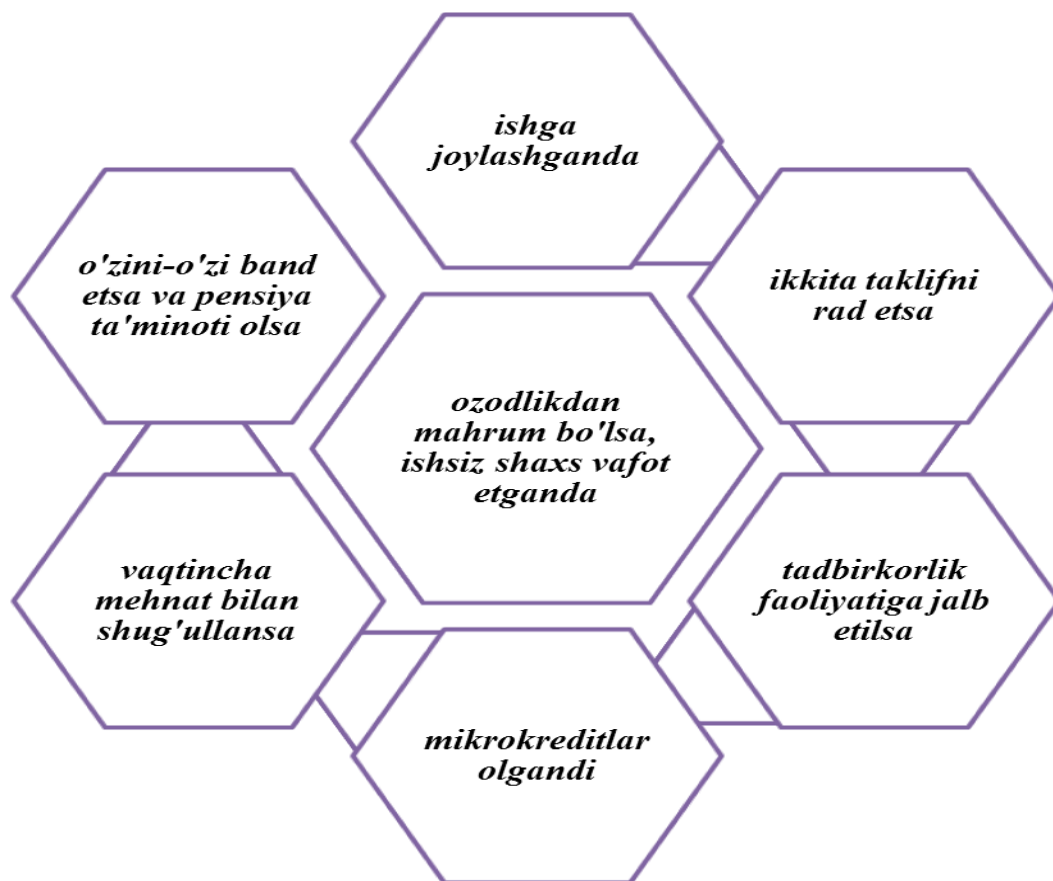 ishga
joylashganda
ikkita taklifni
rad etsa
o'zini-o'zi band
etsa va pensiya
ta'minoti olsa
ozodlikdan
mahrum bo'lsa,
ishsiz shaxs vafot
etganda
vaqtincha
mehnat bilan
shug'ullansa
tadbirkorlik
faoliyatiga jalb
etilsa
mikrokreditlar
olgandi